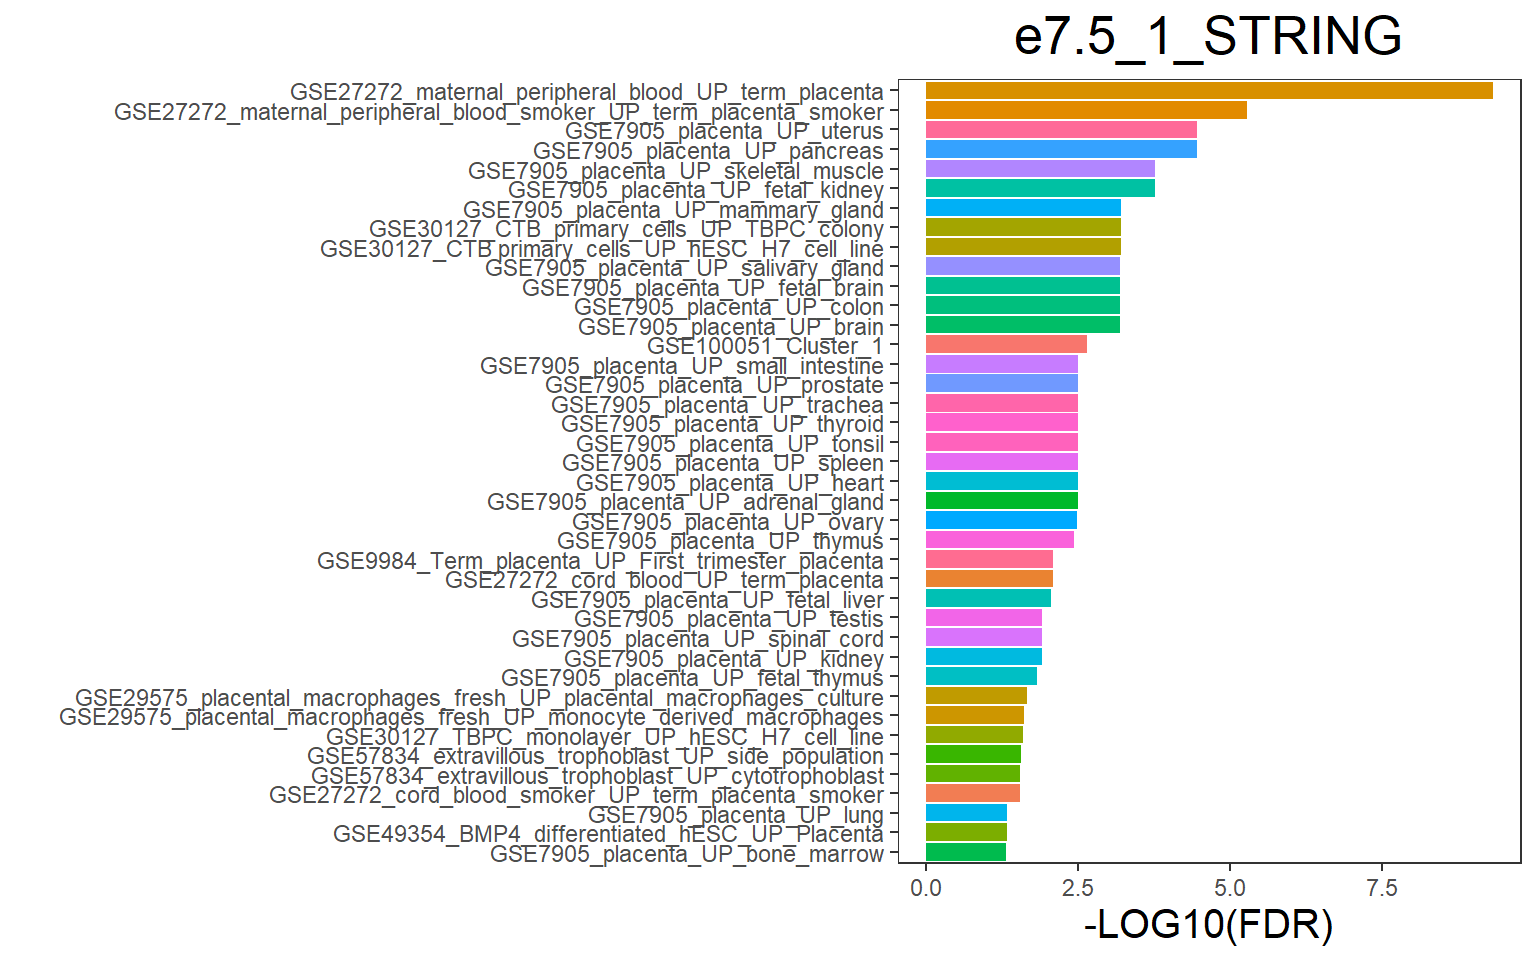 e7.5_1_STRING
GSE27272_maternal_peripheral_blood_UP_term_placenta
GSE27272_maternal_peripheral_blood_smoker_UP_term_placenta_smoker
GSE7905_placenta_UP_uterus
GSE7905_placenta_UP_pancreas
GSE7905_placenta_UP_skeletal_muscle
GSE7905_placenta_UP_fetal_kidney
GSE7905_placenta_UP_mammary_gland
GSE30127_CTB_primary_cells_UP_TBPC_colony
GSE30127_CTB primary_cells_UP_hESC_H7_cell_line
GSE7905_placenta_UP_salivary_gland
GSE7905_placenta_UP_fetal_brain
GSE7905_placenta_UP_colon
GSE7905_placenta_UP_brain
GSE100051_Cluster_1
GSE7905_placenta_UP_small_intestine
GSE7905_placenta_UP_prostate
GSE7905_placenta_UP_trachea
GSE7905_placenta_UP_thyroid
GSE7905_placenta_UP_tonsil
GSE7905_placenta_UP_spleen
GSE7905_placenta_UP_heart
GSE7905_placenta_UP_adrenal_gland
GSE7905_placenta_UP_ovary
GSE7905_placenta_UP_thymus
GSE9984_Term_placenta_UP_First_trimester_placenta
GSE27272_cord_blood_UP_term_placenta
GSE7905_placenta_UP_fetal_liver
GSE7905_placenta_UP_testis
GSE7905_placenta_UP_spinal_cord
GSE7905_placenta_UP_kidney
GSE7905_placenta_UP_fetal_thymus
GSE29575_placental_macrophages_fresh_UP_placental_macrophages_culture
GSE29575_placental_macrophages_fresh_UP_monocyte_derived_macrophages
GSE30127_TBPC_monolayer_UP_hESC_H7_cell_line
GSE57834_extravillous_trophoblast_UP_side_population
GSE57834_extravillous_trophoblast_UP_cytotrophoblast
GSE27272_cord_blood_smoker_UP_term_placenta_smoker
GSE7905_placenta_UP_lung
GSE49354_BMP4_differentiated_hESC_UP_Placenta
GSE7905_placenta_UP_bone_marrow
0.0 2.5 5.0 7.5
-LOG10(FDR)